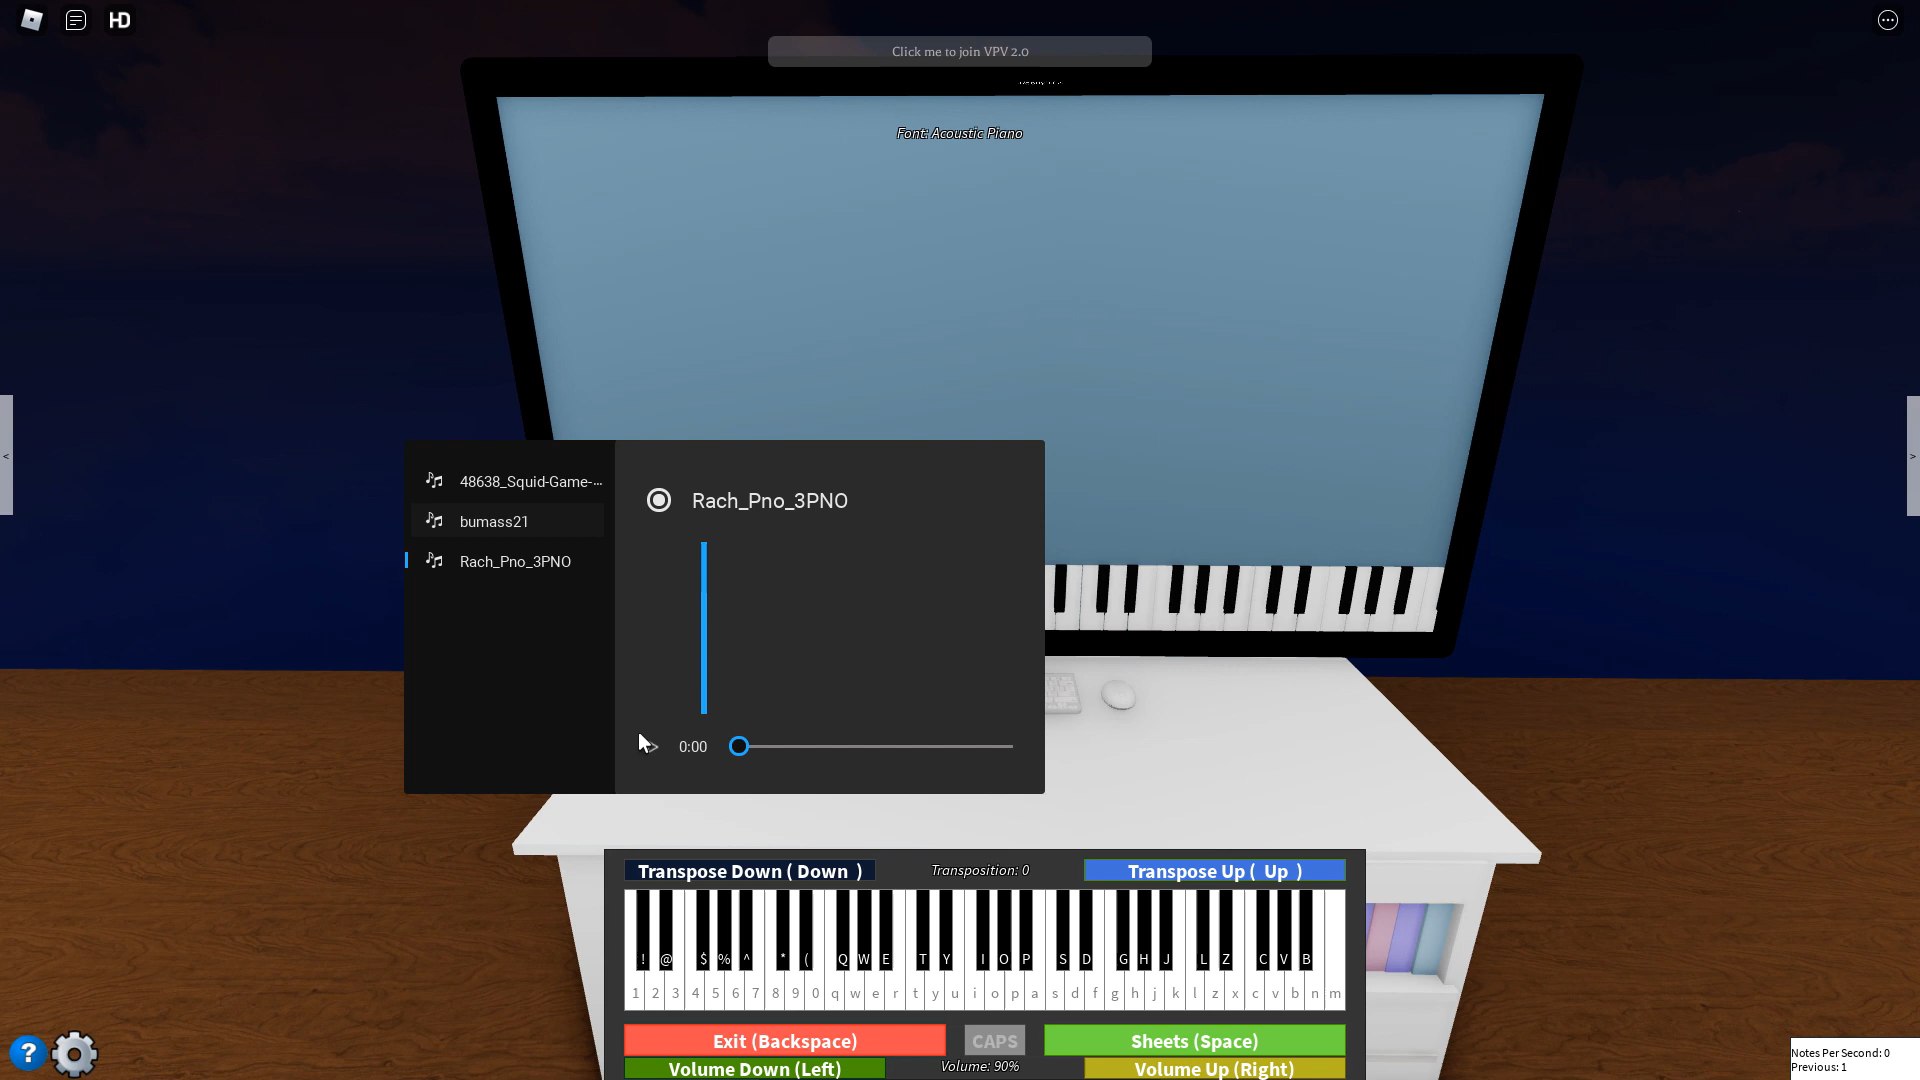 HD
Click me to join VPV 2.0
Font: Acoustic Piano
<
>
48638_Squid-Game-...
bumass21
Rach_Pno_3PNO
Rach_Pno_3PNO
0:00
Transpose Down ( Down )
Transposition: 0
Transpose Up ( Up )
! @ $ % ^ * ( Q W E T Y I O P S D G H J L Z C V B
1 2 3 4 5 6 7 8 9 0 q w e r t y u i o p a s d f g h j k l z x c v b n m
Exit (Backspace)
CAPS
Sheets (Space)
Volume Down (Left)
Volume: 90%
Volume Up (Right)
?
Notes Per Second: 0
Previous: 1